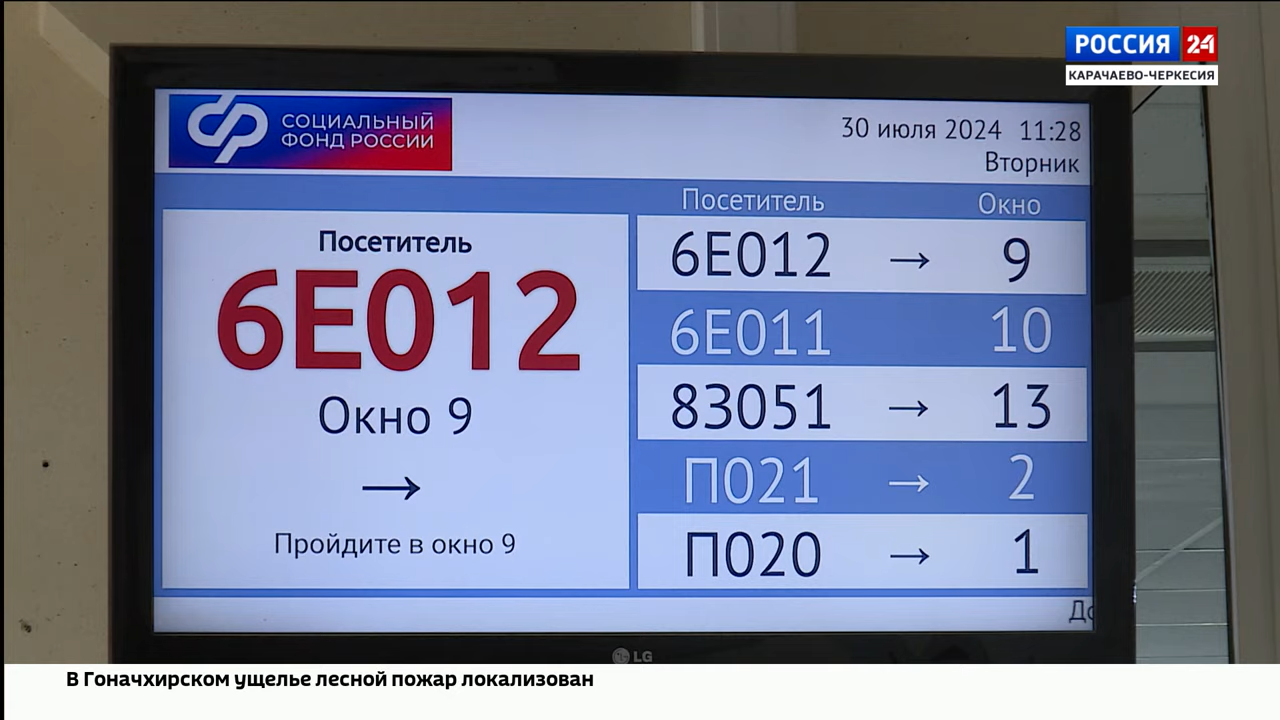 РОССИЯ 24
КАРАЧАЕВО-ЧЕРКЕСИЯ
СОЦИАЛЬНЫЙ
ФОНД РОССИИ
30 июля 2024 11:28
Вторник
Посетитель
6Е012
Окно 9
→
Пройдите в окно 9
Посетитель Окно
6Е012 → 9
6Е011 10
83051 → 13
П021 → 2
П020 → 1
LG
В Гоначхирском ущелье лесной пожар локализован